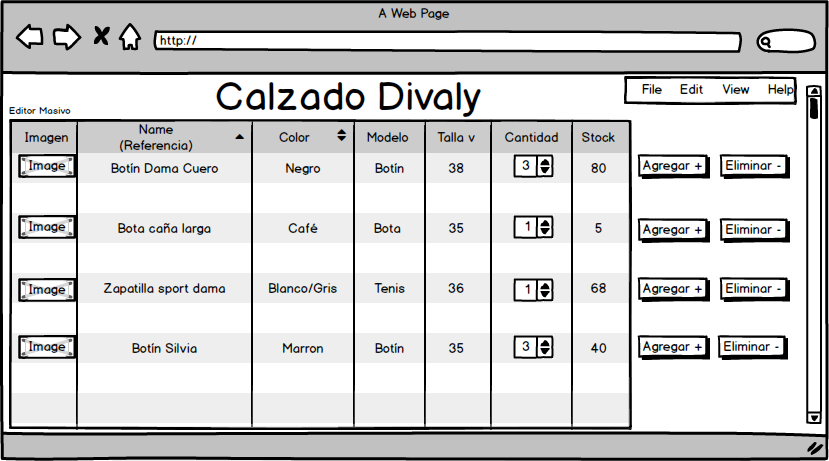 A Web Page
http://
Calzado Divaly
File Edit View Help
Editor Masivo
Imagen Name (Referencia) Color Modelo Talla v Cantidad Stock
Image Botín Dama Cuero Negro Botín 38 3 80 Agregar + Eliminar -
Image Bota caña larga Café Bota 35 1 5 Agregar + Eliminar -
Image Zapatilla sport dama Blanco/Gris Tenis 36 1 68 Agregar + Eliminar -
Image Botín Silvia Marron Botín 35 3 40 Agregar + Eliminar -